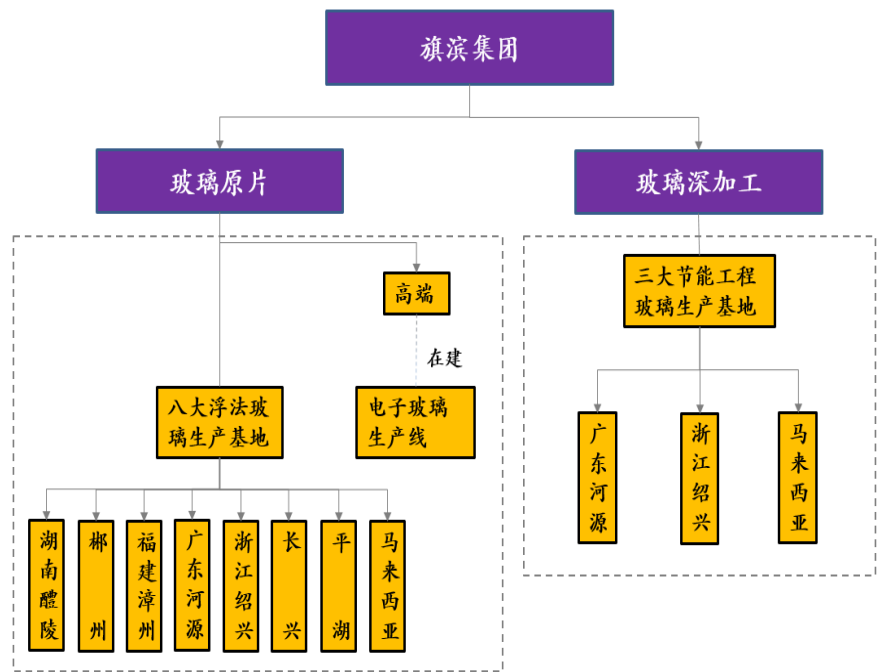 旗滨集团
玻璃原片
玻璃深加工
高端
在建
电子玻璃
生产线
八大浮法玻
璃生产基地
湖南醴陵
郴州
福建漳州
广东河源
浙江绍兴
长兴
平湖
马来西亚
三大节能工程
玻璃生产基地
广东河源
浙江绍兴
马来西亚